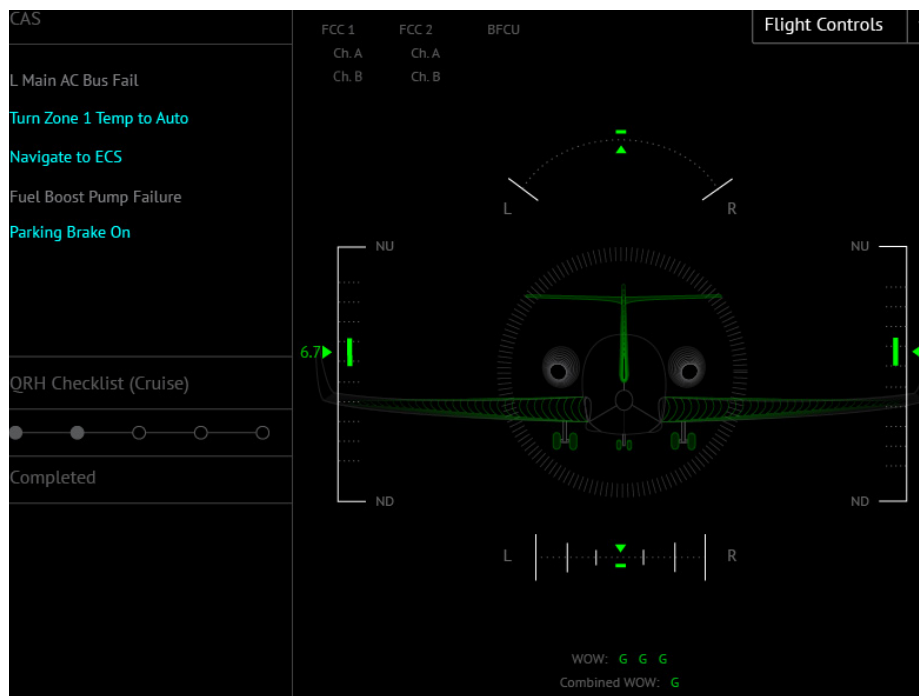 CAS
L Main AC Bus Fail
Turn Zone 1 Temp to Auto
Navigate to ECS
Fuel Boost Pump Failure
Parking Brake On
QRH Checklist (Cruise)
Completed
FCC 1 FCC 2 BFCU
Ch. A Ch. A
Ch. B Ch. B
Flight Controls
L R
NU NU
6.7
ND ND
L R
WOW: G G G
Combined WOW: G